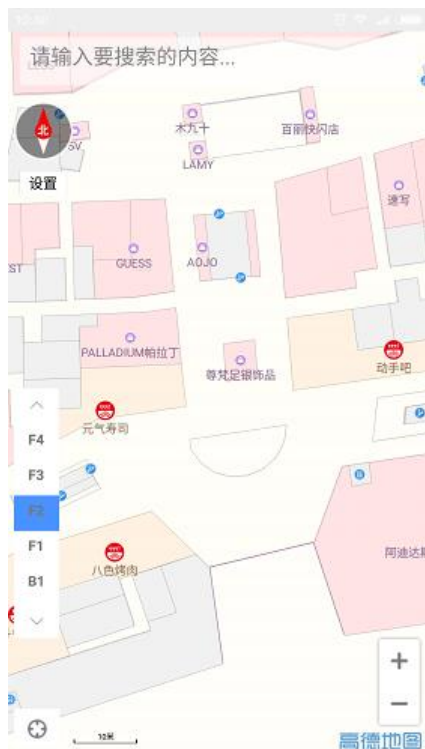 请输入要搜索的内容...
北
木九十
百丽快闪店
SV
LAMY
设置
速写
ST
GUESS
AOJO
PALLADIUM帕拉丁
尊梵足银饰品
动手吧
元气寿司
F4
F3
F2
F1
B1
八色烤肉
阿迪达斯
10米
高德地图